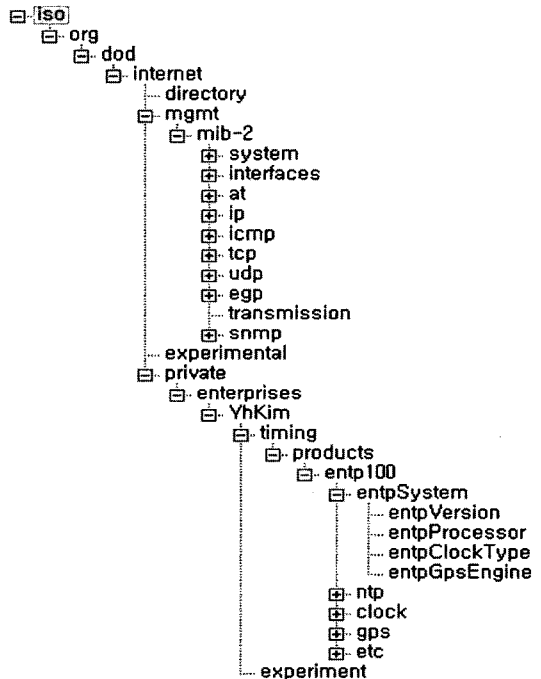 iso
org
dod
internet
directory
mgmt
mib-2
system
interfaces
at
ip
icmp
tcp
udp
egp
transmission
snmp
experimental
private
enterprises
YhKim
timing
products
entp100
entpSystem
entpVersion
entpProcessor
entpClockType
entpGpsEngine
ntp
clock
gps
etc
experiment